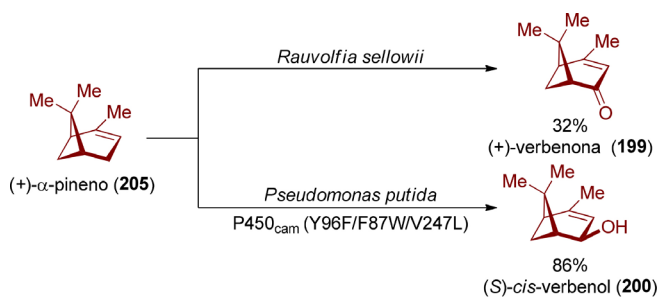 Me
Me
Me
(+)-α-pineno (205)
Rauvolfia sellowii
Me
Me
Me
O
32%
(+)-verbenona (199)
Pseudomonas putida
P450cam (Y96F/F87W/V247L)
Me
Me
Me
OH
86%
(S)-cis-verbenol (200)